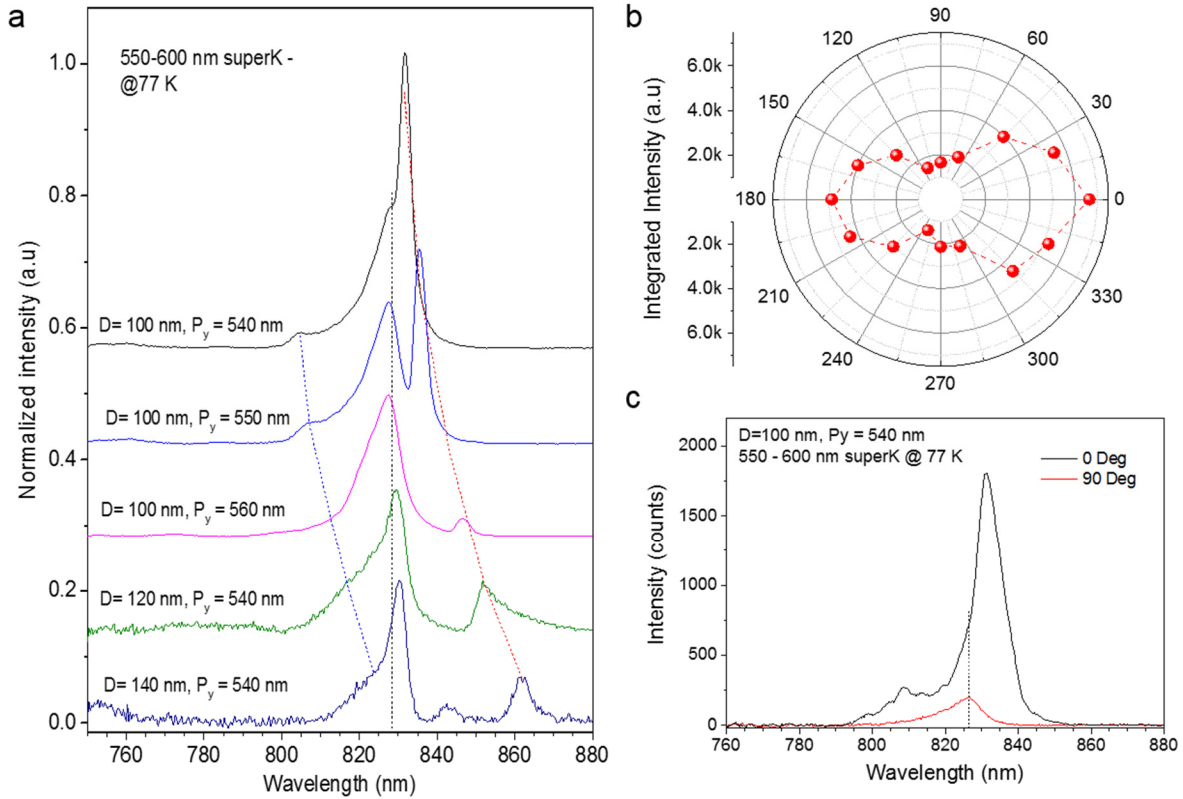 a
550-600 nm superK -
@77 K
1.0
0.8
0.6
0.4
0.2
0.0
Normalized intensity (a.u)
D= 100 nm, Py = 540 nm
D= 100 nm, Py = 550 nm
D= 100 nm, Py = 560 nm
D= 120 nm, Py = 540 nm
D= 140 nm, Py = 540 nm
760 780 800 820 840 860 880
Wavelength (nm)
b
Integrated Intensity (a.u)
6.0k
4.0k
2.0k
2.0k
4.0k
6.0k
90
120 60
150 30
180 0
210 330
240 300
270
c
D=100 nm, Py = 540 nm
550 - 600 nm superK @ 77 K
0 Deg
90 Deg
2000
1500
1000
500
0
Intensity (counts)
760 780 800 820 840 860 880
Wavelength (nm)